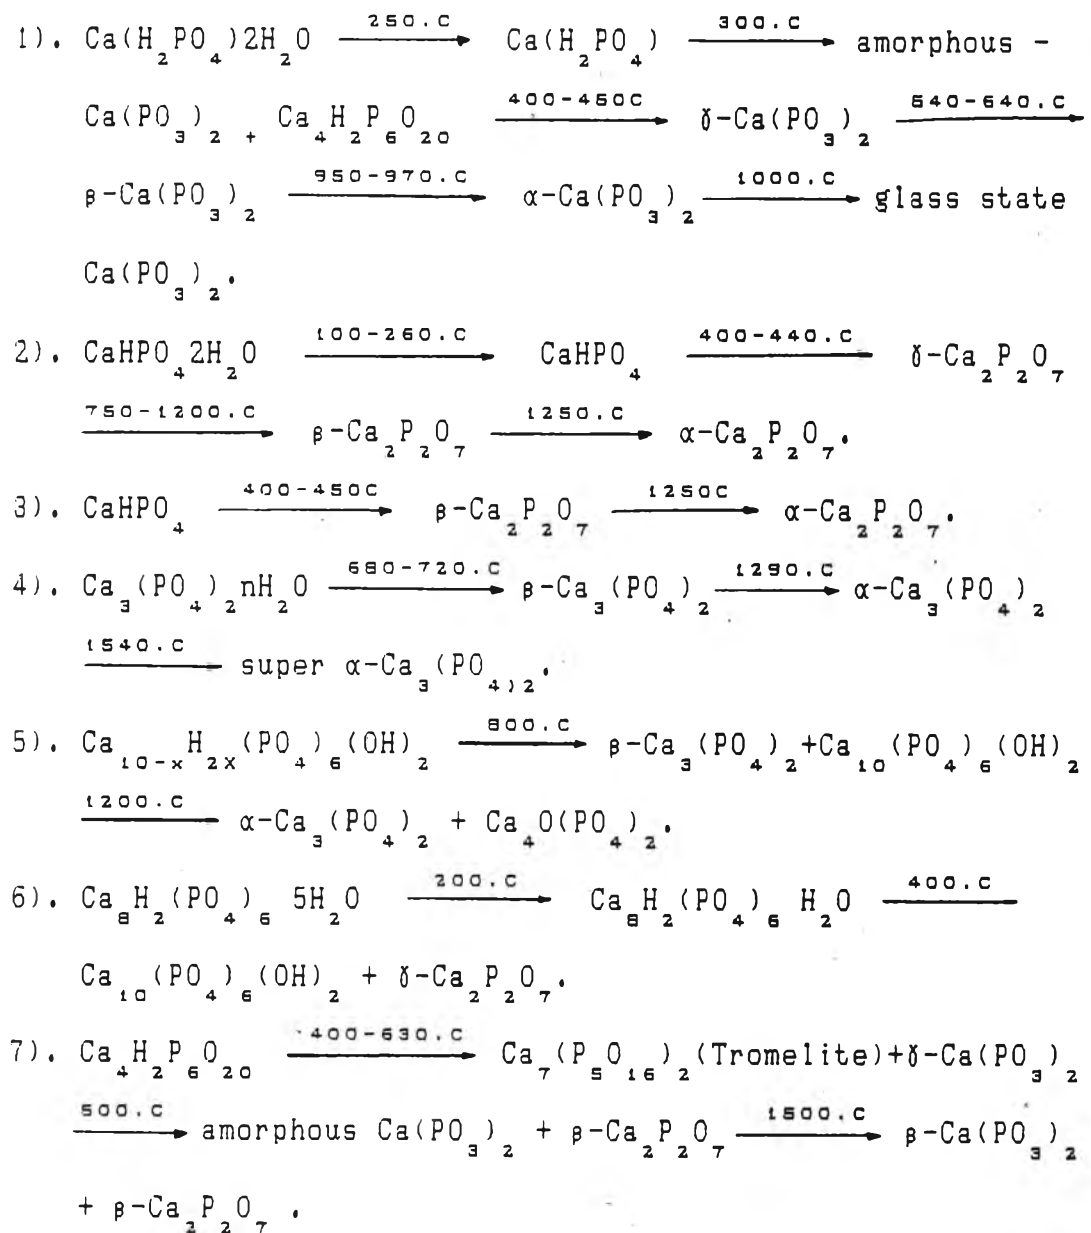 1). Ca(H₂PO₄)2H₂O —250.C→ Ca(H₂PO₄) —300.C→ amorphous -
Ca(PO₃)₂ + Ca₄H₂P₆O₂₀ —400-450C→ ɣ-Ca(PO₃)₂ —540-640.C→
β-Ca(PO₃)₂ —950-970.C→ α-Ca(PO₃)₂ —1000.C→ glass state
Ca(PO₃)₂.
2). CaHPO₄2H₂O —100-260.C→ CaHPO₄ —400-440.C→ ɣ-Ca₂P₂O₇
—750-1200.C→ β-Ca₂P₂O₇ —1250.C→ α-Ca₂P₂O₇.
3). CaHPO₄ —400-450C→ β-Ca₂P₂O₇ —1250C→ α-Ca₂P₂O₇.
4). Ca₃(PO₄)₂nH₂O —680-720.C→ β-Ca₃(PO₄)₂ —1290.C→ α-Ca₃(PO₄)₂
—1540.C→ super α-Ca₃(PO₄)₂.
5). Ca₁₀₋ₓH₂ₓ(PO₄)₆(OH)₂ —800.C→ β-Ca₃(PO₄)₂+Ca₁₀(PO₄)₆(OH)₂
—1200.C→ α-Ca₃(PO₄)₂ + Ca₄O(PO₄)₂.
6). Ca₈H₂(PO₄)₆ 5H₂O —200.C→ Ca₈H₂(PO₄)₆ H₂O —400.C—
Ca₁₀(PO₄)₆(OH)₂ + ɣ-Ca₂P₂O₇.
7). Ca₄H₂P₆O₂₀ —400-630.C→ Ca₇(P₅O₁₆)₂(Tromelite)+ɣ-Ca(PO₃)₂
—500.C→ amorphous Ca(PO₃)₂ + β-Ca₂P₂O₇ —1500.C→ β-Ca(PO₃)₂
+ β-Ca₂P₂O₇ .